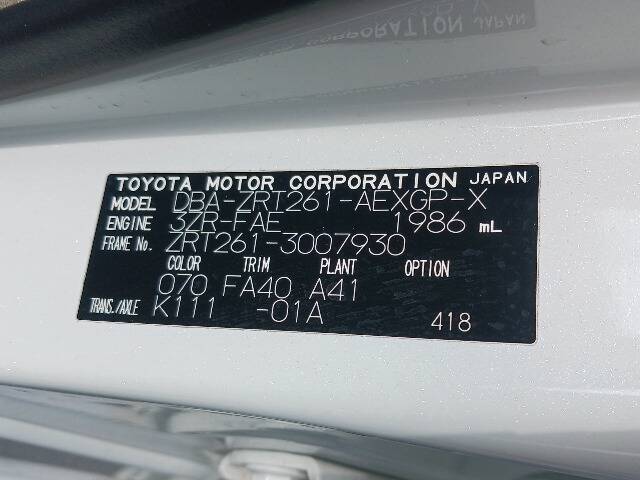 TOYOTA MOTOR CORPORATION JAPAN
MODEL DBA-ZRT261-AEXGP-X
ENGINE 3ZR-FAE 1986 mL
FRAME No. ZRT261-3007930
COLOR TRIM PLANT OPTION
070 FA40 A41
TRANS./AXLE K111 -01A
418